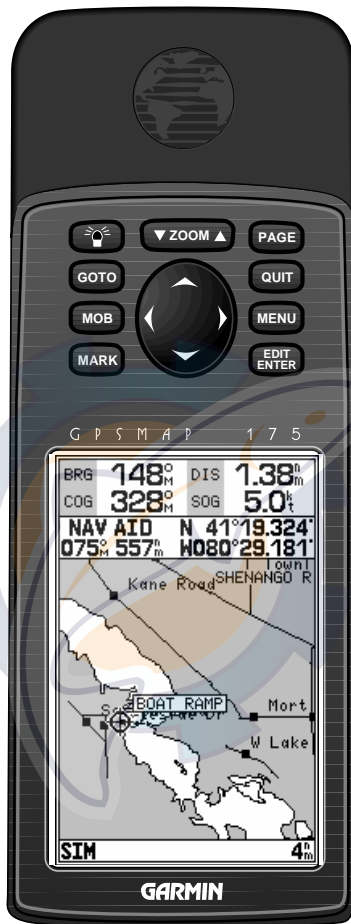 ▼ ZOOM ▲
PAGE
GOTO
QUIT
MOB
MENU
MARK
EDIT
ENTER
GPSMAP 175
BRG 148°M DIS 1.38nm
COG 328°M SOG 5.0kt
NAV AID N 41°19.324'
075°M 557nm W080°29.181'
Town
Kane Road SHENANGO R
BOAT RAMP
Mort
W Lake
SIM 4nm
GARMIN